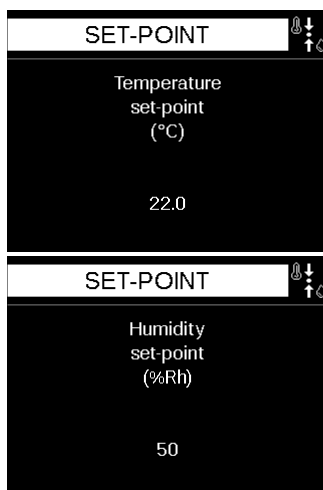 SET-POINT
Temperature
set-point
(°C)
22.0
SET-POINT
Humidity
set-point
(%Rh)
50